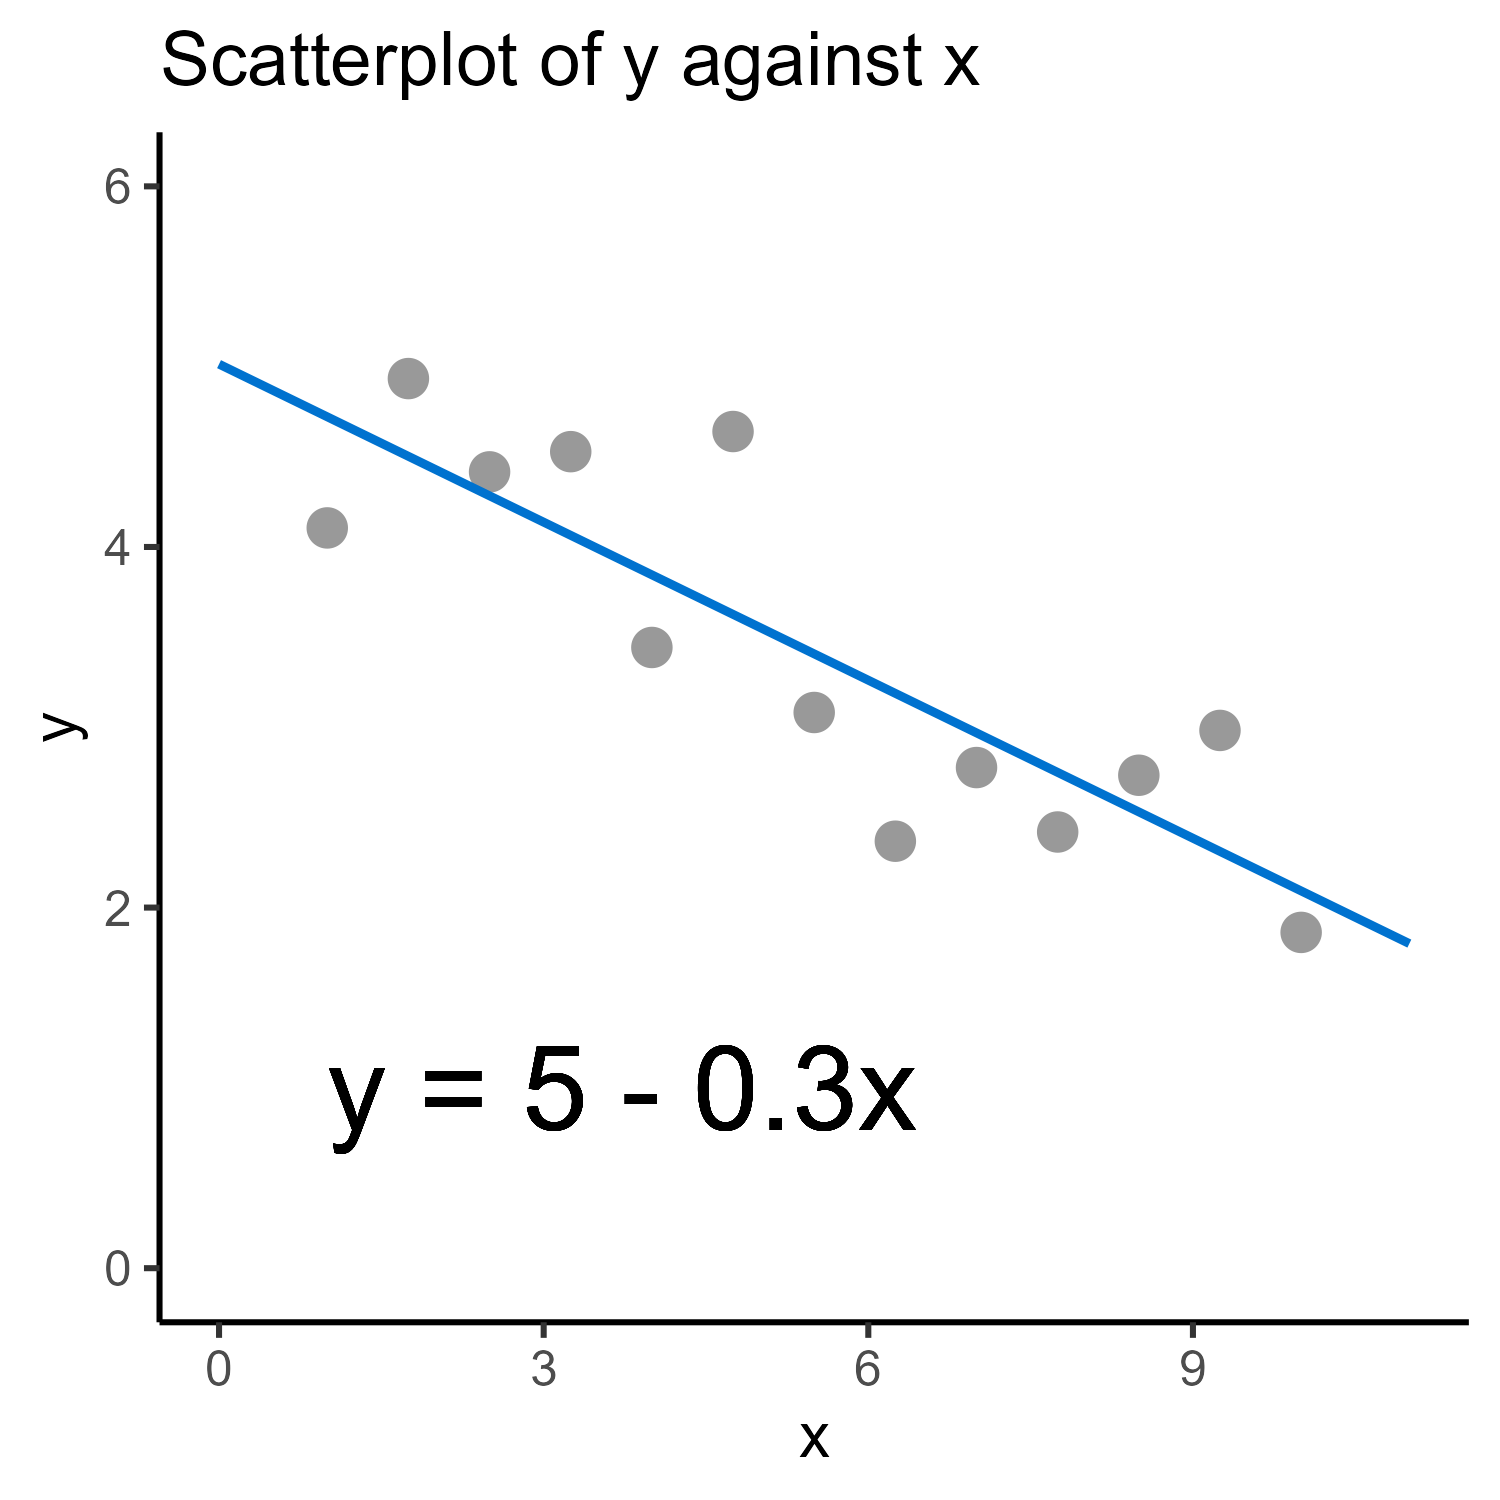 Scatterplot of y against x
6
4
2
0
y
y = 5 - 0.3x
0 3 6 9
x